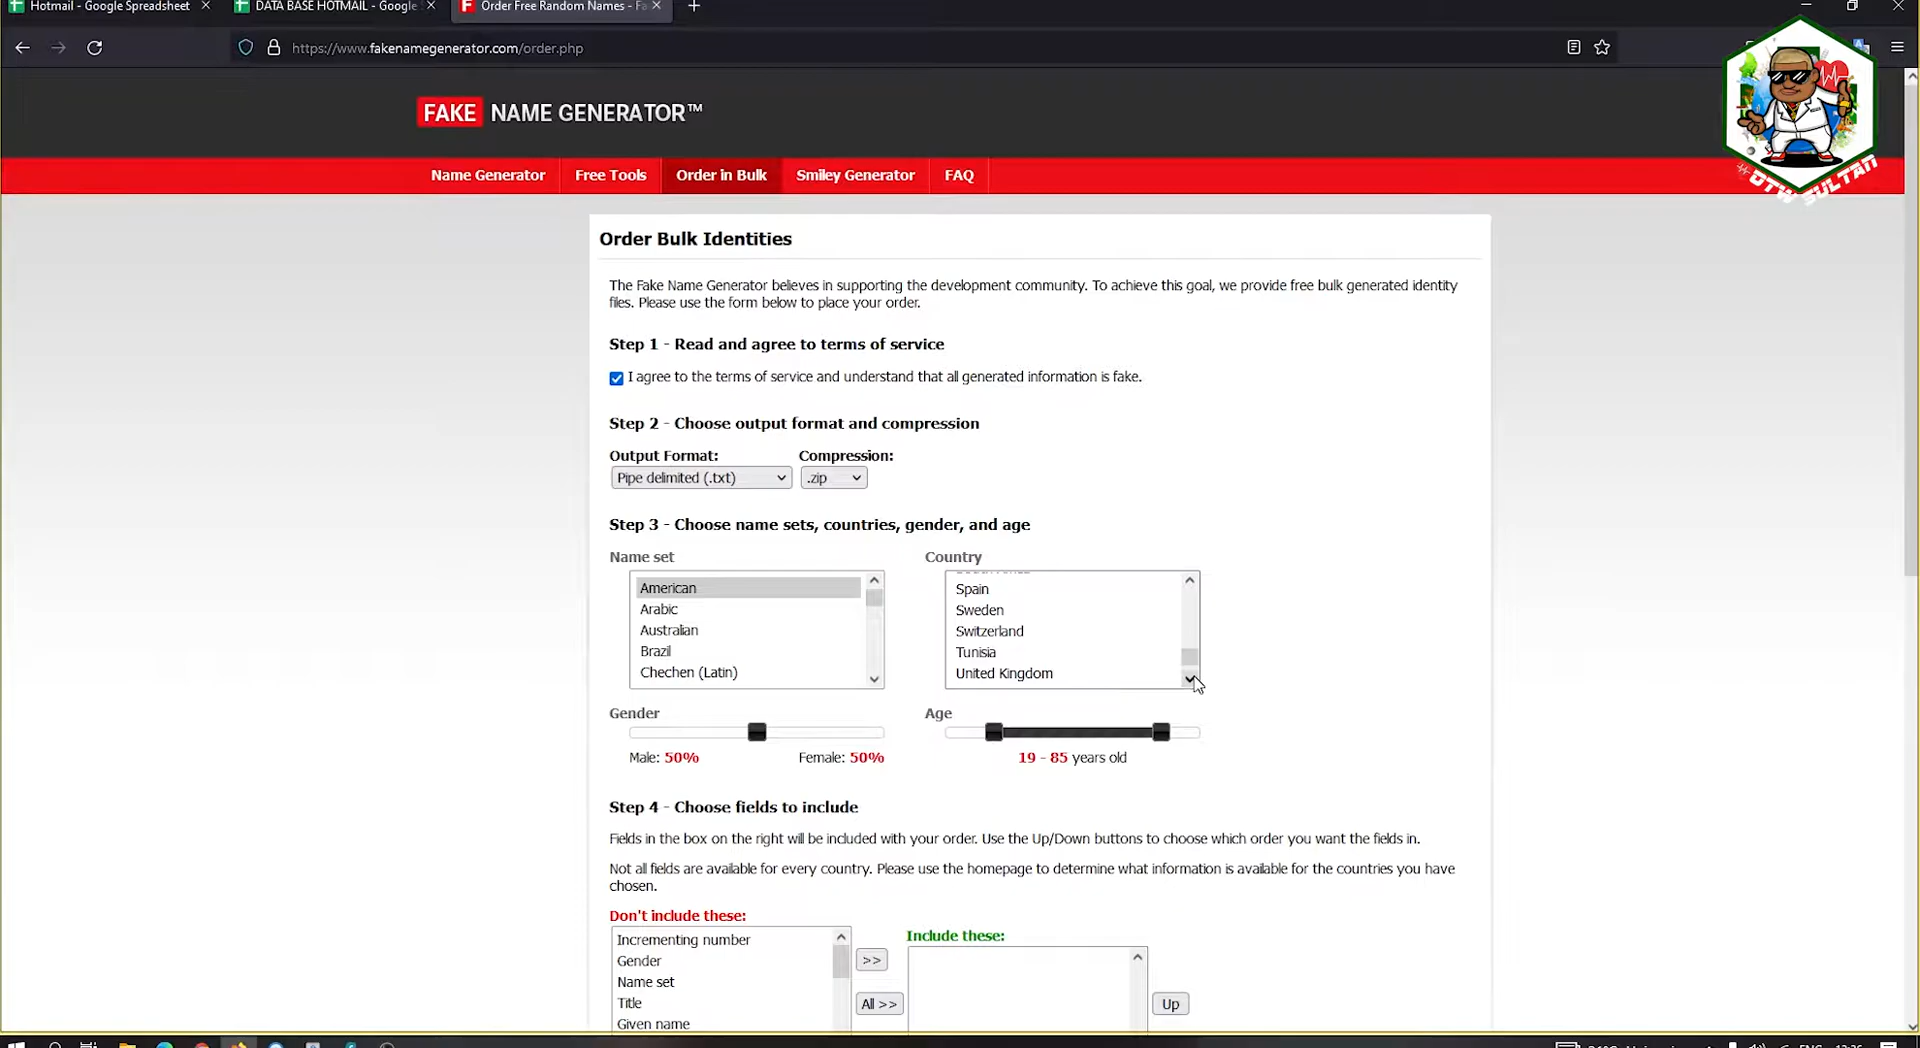 Hotmail - Google Spreadsheet
DATA BASE HOTMAIL - Google
Order Free Random Names - Fa
https://www.fakenamegenerator.com/order.php
FAKE NAME GENERATOR™
Name Generator
Free Tools
Order in Bulk
Smiley Generator
FAQ
OTW SULTAN
Order Bulk Identities
The Fake Name Generator believes in supporting the development community. To achieve this goal, we provide free bulk generated identity
files. Please use the form below to place your order.
Step 1 - Read and agree to terms of service
I agree to the terms of service and understand that all generated information is fake.
Step 2 - Choose output format and compression
Output Format:
Compression:
Pipe delimited (.txt)
.zip
Step 3 - Choose name sets, countries, gender, and age
Name set
Country
American
Arabic
Australian
Brazil
Chechen (Latin)
Spain
Sweden
Switzerland
Tunisia
United Kingdom
Gender
Age
Male: 50%
Female: 50%
19 - 85 years old
Step 4 - Choose fields to include
Fields in the box on the right will be included with your order. Use the Up/Down buttons to choose which order you want the fields in.
Not all fields are available for every country. Please use the homepage to determine what information is available for the countries you have
chosen.
Don't include these:
Include these:
Incrementing number
Gender
Name set
Title
Given name
>>
All >>
Up